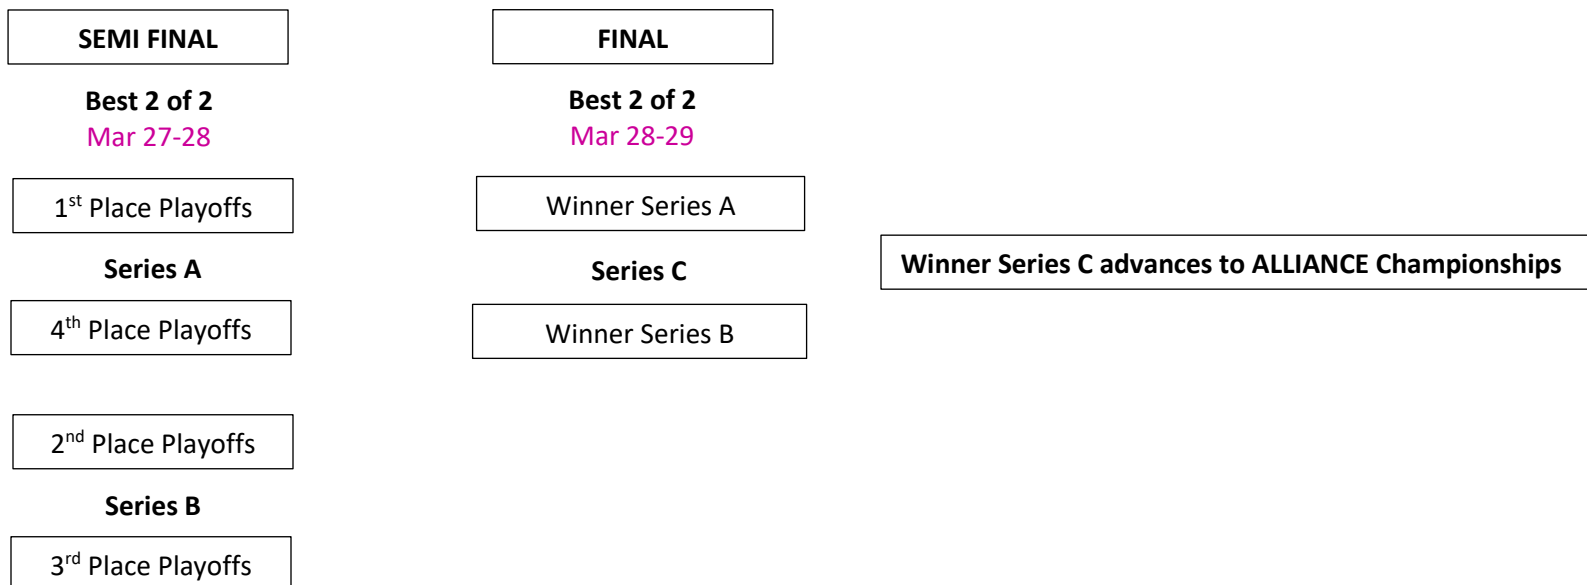 SEMI FINAL
Best 2 of 2
Mar 27-28
1st Place Playoffs
Series A
4th Place Playoffs
2nd Place Playoffs
Series B
3rd Place Playoffs
FINAL
Best 2 of 2
Mar 28-29
Winner Series A
Series C
Winner Series B
Winner Series C advances to ALLIANCE Championships